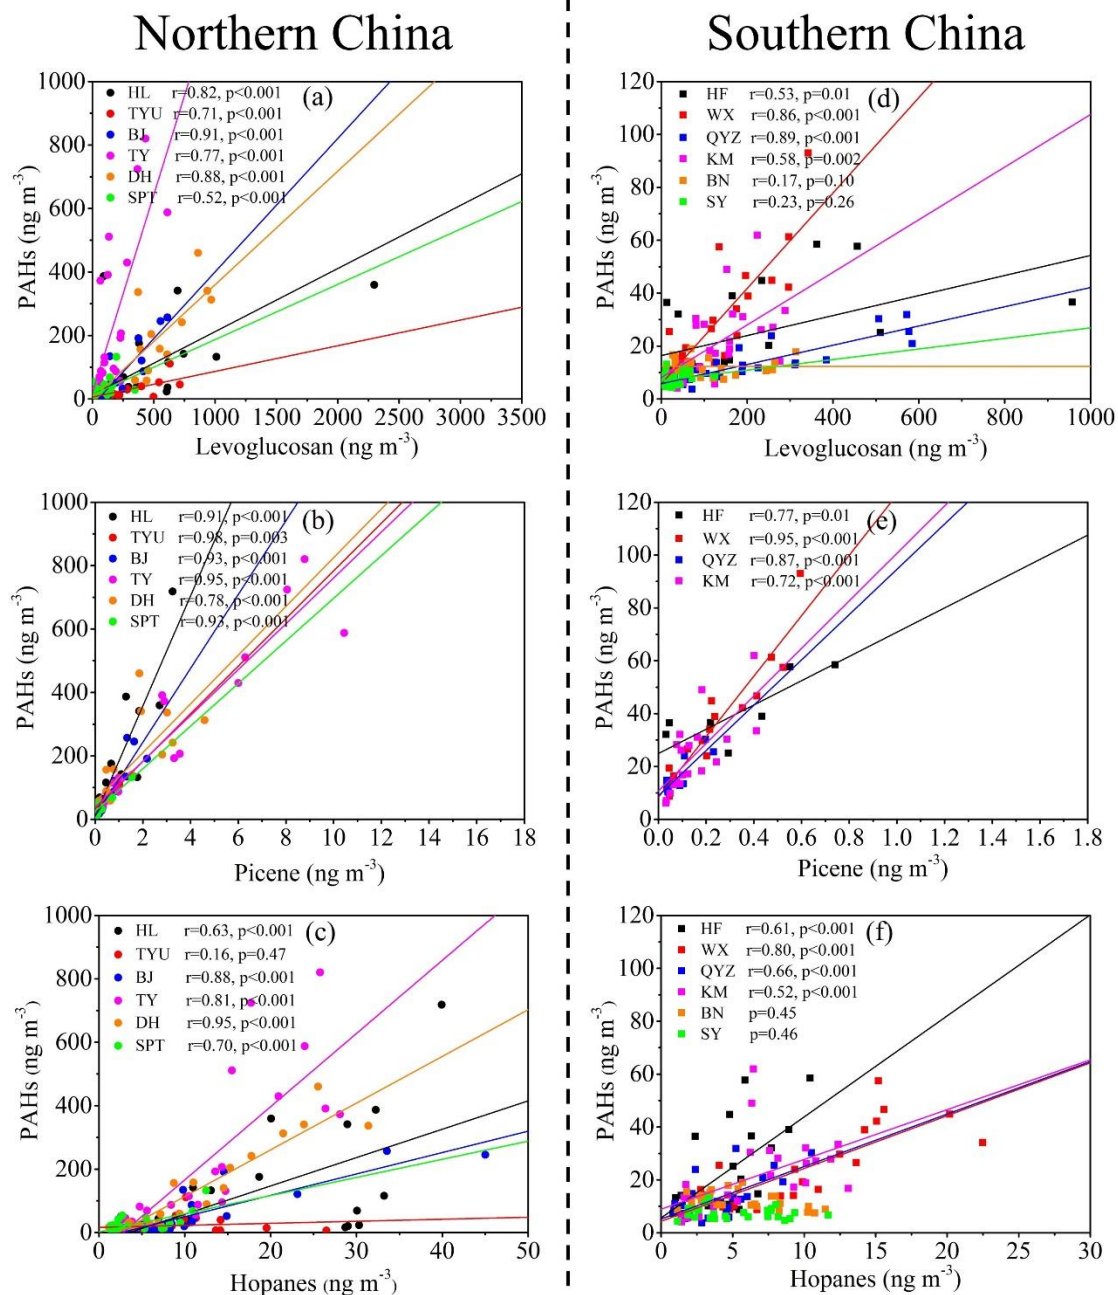 Northern China
Southern China
1000
800
600
400
200
0
PAHs (ng m-3)
HL r=0.82, p<0.001
TYU r=0.71, p<0.001
BJ r=0.91, p<0.001
TY r=0.77, p<0.001
DH r=0.88, p<0.001
SPT r=0.52, p<0.001
(a)
0 500 1000 1500 2000 2500 3000 3500
Levoglucosan (ng m-3)
120
100
80
60
40
20
0
PAHs (ng m-3)
HF r=0.53, p=0.01
WX r=0.86, p<0.001
QYZ r=0.89, p<0.001
KM r=0.58, p=0.002
BN r=0.17, p=0.10
SY r=0.23, p=0.26
(d)
0 200 400 600 800 1000
Levoglucosan (ng m-3)
1000
800
600
400
200
0
PAHs (ng m-3)
HL r=0.91, p<0.001
TYU r=0.98, p=0.003
BJ r=0.93, p<0.001
TY r=0.95, p<0.001
DH r=0.78, p<0.001
SPT r=0.93, p<0.001
(b)
0 2 4 6 8 10 12 14 16 18
Picene (ng m-3)
120
100
80
60
40
20
0
PAHs (ng m-3)
HF r=0.77, p=0.01
WX r=0.95, p<0.001
QYZ r=0.87, p<0.001
KM r=0.72, p<0.001
(e)
0.0 0.2 0.4 0.6 0.8 1.0 1.2 1.4 1.6 1.8
Picene (ng m-3)
1000
800
600
400
200
0
PAHs (ng m-3)
HL r=0.63, p<0.001
TYU r=0.16, p=0.47
BJ r=0.88, p<0.001
TY r=0.81, p<0.001
DH r=0.95, p<0.001
SPT r=0.70, p<0.001
(c)
0 10 20 30 40 50
Hopanes (ng m-3)
120
100
80
60
40
20
0
PAHs (ng m-3)
HF r=0.61, p<0.001
WX r=0.80, p<0.001
QYZ r=0.66, p<0.001
KM r=0.52, p<0.001
BN p=0.45
SY p=0.46
(f)
0 5 10 15 20 25 30
Hopanes (ng m-3)